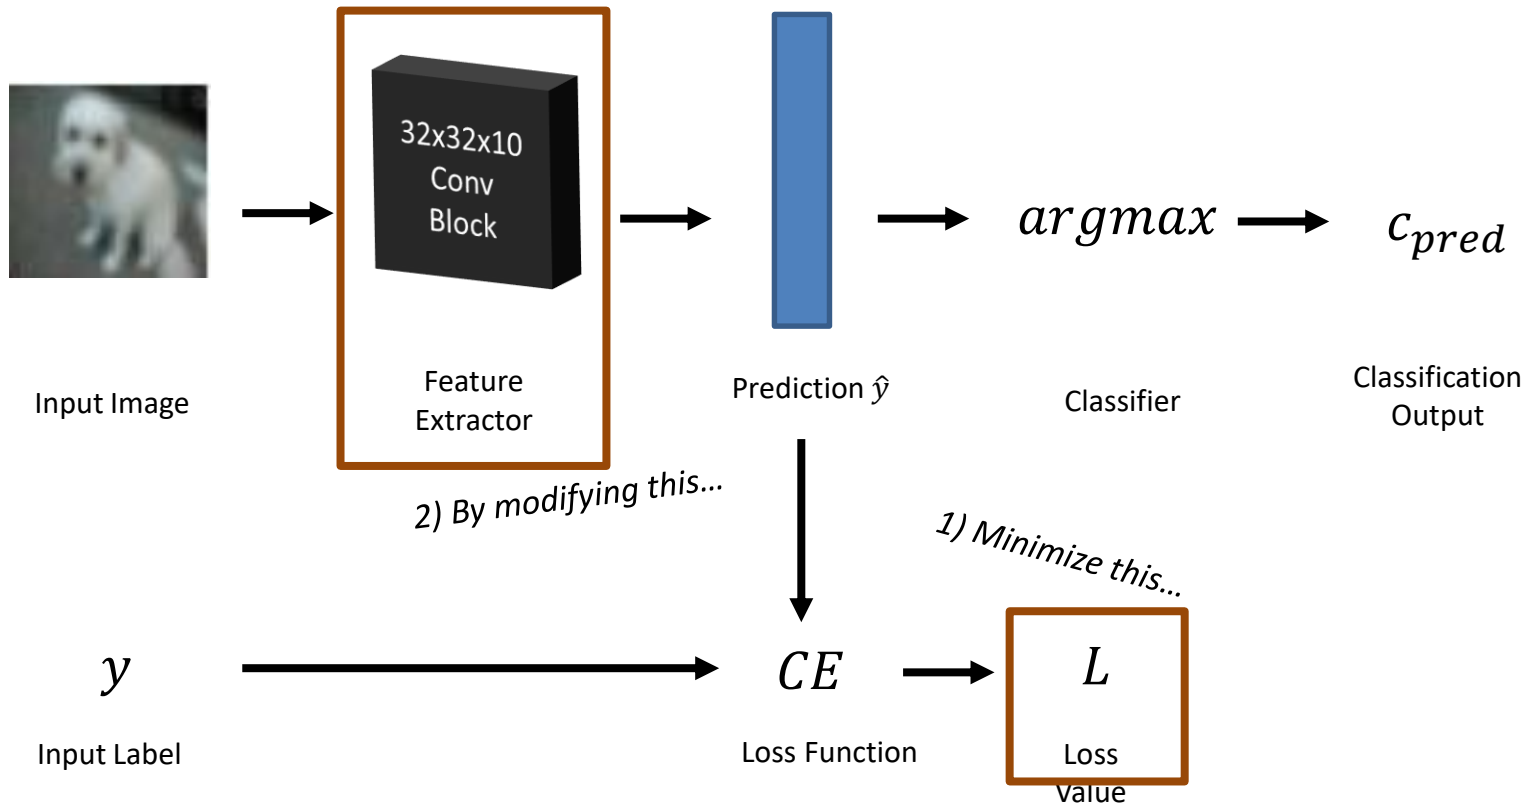 32x32x10
Conv
Block
argmax
c_pred
Input Image
Feature
Extractor
Prediction ŷ
Classifier
Classification
Output
2) By modifying this...
1) Minimize this...
y
CE
L
Input Label
Loss Function
Loss
Value